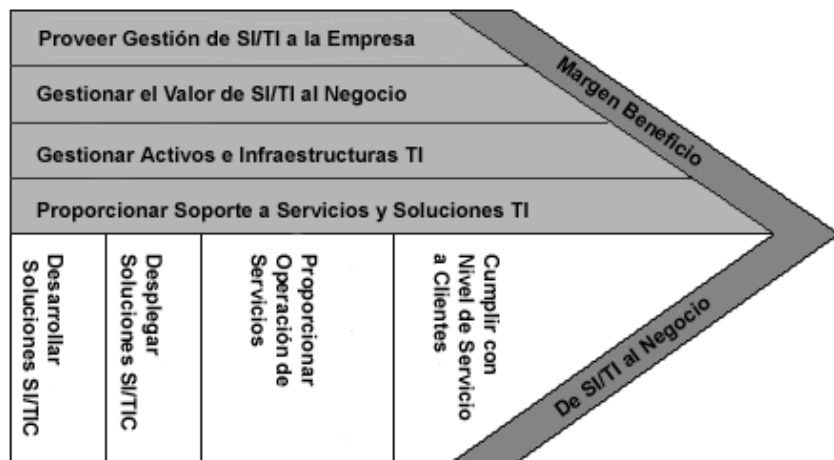 Proveer Gestión de SI/TI a la Empresa
Gestionar el Valor de SI/TI al Negocio
Gestionar Activos e Infraestructuras TI
Proporcionar Soporte a Servicios y Soluciones TI
Margen Beneficio
Desarrollar
Soluciones SI/TIC
Desplegar
Soluciones SI/TIC
Proporcionar
Operación de
Servicios
Cumplir con
Nivel de Servicio
a Clientes
De SI/TI al Negocio